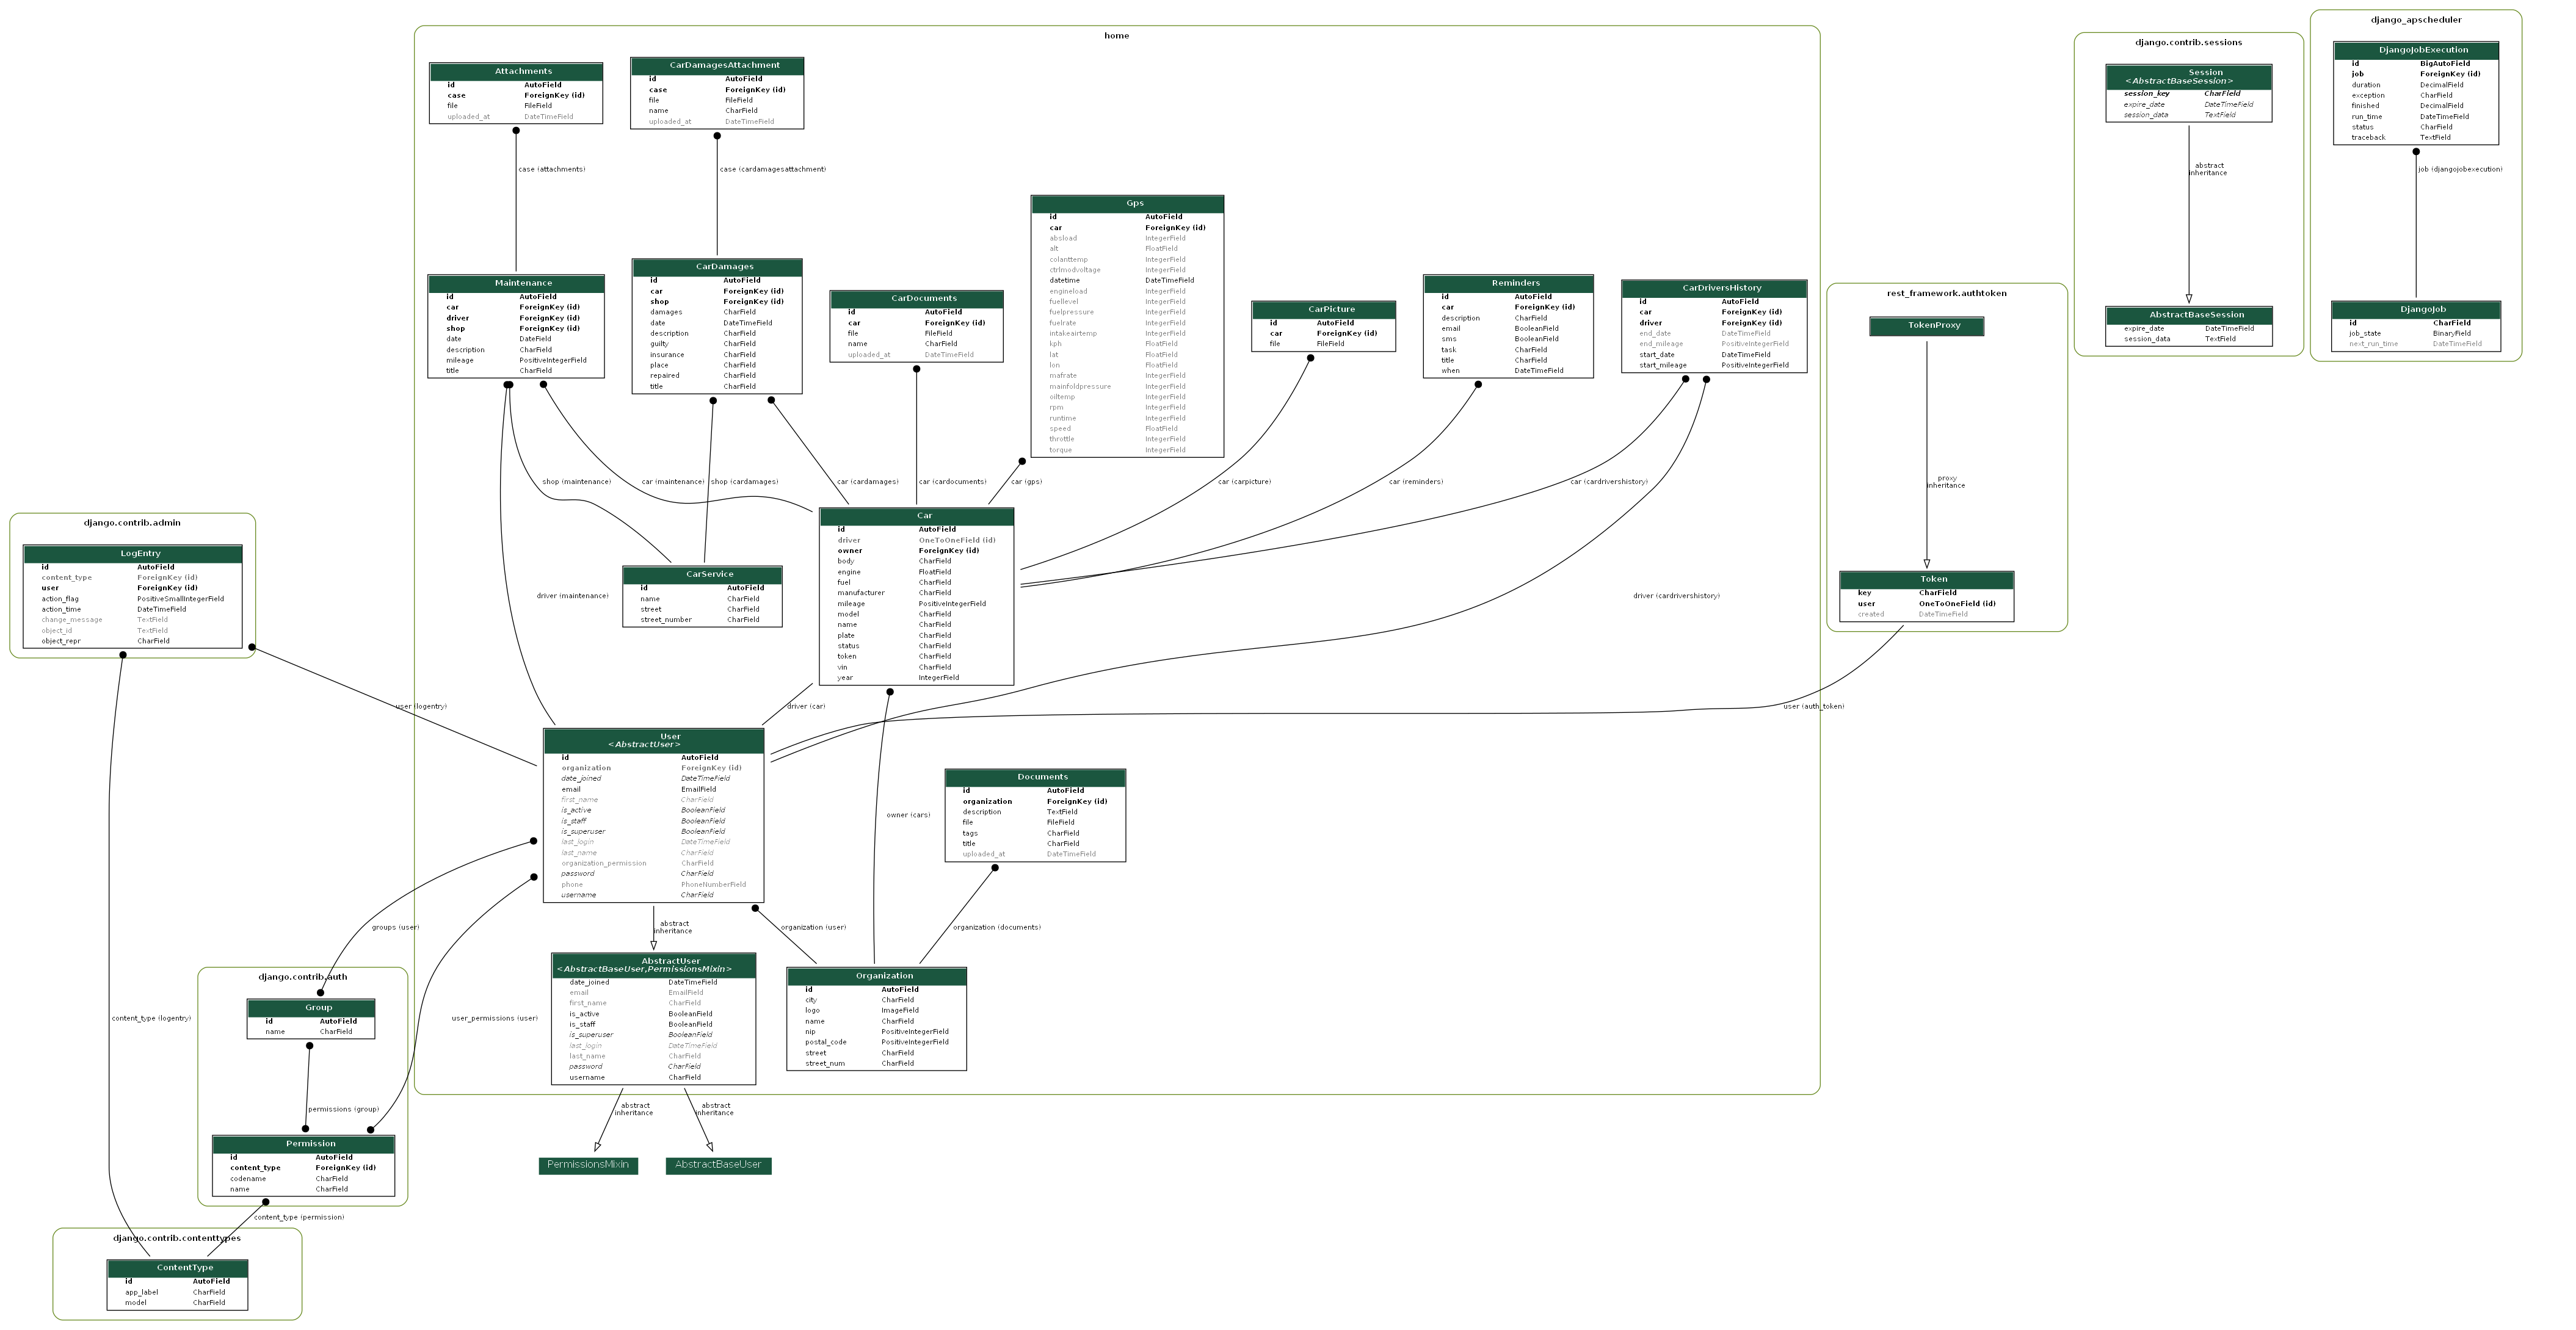 home
Attachments
id AutoField
case ForeignKey (id)
file FileField
uploaded_at DateTimeField
CarDamagesAttachment
id AutoField
case ForeignKey (id)
file FileField
name CharField
uploaded_at DateTimeField
case (attachments)
case (cardamagesattachment)
Gps
id AutoField
car ForeignKey (id)
absload IntegerField
alt FloatField
colanttemp IntegerField
ctrlmodvoltage IntegerField
datetime DateTimeField
engineload IntegerField
fuellevel IntegerField
fuelpressure IntegerField
fuelrate IntegerField
intakeairtemp IntegerField
kph FloatField
lat FloatField
lon FloatField
mafrate IntegerField
mainfoldpressure IntegerField
oiltemp IntegerField
rpm IntegerField
runtime IntegerField
speed FloatField
throttle IntegerField
torque IntegerField
Maintenance
id AutoField
car ForeignKey (id)
driver ForeignKey (id)
shop ForeignKey (id)
date DateField
description CharField
mileage PositiveIntegerField
title CharField
CarDamages
id AutoField
car ForeignKey (id)
shop ForeignKey (id)
damages CharField
date DateTimeField
description CharField
guilty CharField
insurance CharField
place CharField
repaired CharField
title CharField
CarDocuments
id AutoField
car ForeignKey (id)
file FileField
name CharField
uploaded_at DateTimeField
CarPicture
id AutoField
car ForeignKey (id)
file FileField
Reminders
id AutoField
car ForeignKey (id)
description CharField
email BooleanField
sms BooleanField
task CharField
title CharField
when DateTimeField
CarDriversHistory
id AutoField
car ForeignKey (id)
driver ForeignKey (id)
end_date DateTimeField
end_mileage PositiveIntegerField
start_date DateTimeField
start_mileage PositiveIntegerField
shop (maintenance)
car (maintenance)
shop (cardamages)
car (cardamages)
car (cardocuments)
car (gps)
car (carpicture)
car (reminders)
car (cardrivershistory)
Car
id AutoField
driver OneToOneField (id)
owner ForeignKey (id)
body CharField
engine FloatField
fuel CharField
manufacturer CharField
mileage PositiveIntegerField
model CharField
name CharField
plate CharField
status CharField
token CharField
vin CharField
year IntegerField
CarService
id AutoField
name CharField
street CharField
street_number CharField
driver (maintenance)
driver (cardrivershistory)
driver (car)
user (auth_token)
user (logentry)
User
<AbstractUser>
id AutoField
organization ForeignKey (id)
date_joined DateTimeField
email EmailField
first_name CharField
is_active BooleanField
is_staff BooleanField
is_superuser BooleanField
last_login DateTimeField
last_name CharField
organization_permission CharField
password CharField
phone PhoneNumberField
username CharField
Documents
id AutoField
organization ForeignKey (id)
description TextField
file FileField
tags CharField
title CharField
uploaded_at DateTimeField
owner (cars)
groups (user)
abstract
inheritance
organization (user)
organization (documents)
AbstractUser
<AbstractBaseUser,PermissionsMixin>
date_joined DateTimeField
email EmailField
first_name CharField
is_active BooleanField
is_staff BooleanField
is_superuser BooleanField
last_login DateTimeField
last_name CharField
password CharField
username CharField
Organization
id AutoField
city CharField
logo ImageField
name CharField
nip PositiveIntegerField
postal_code PositiveIntegerField
street CharField
street_num CharField
user_permissions (user)
abstract
inheritance
abstract
inheritance
PermissionsMixin
AbstractBaseUser
django.contrib.admin
LogEntry
id AutoField
content_type ForeignKey (id)
user ForeignKey (id)
action_flag PositiveSmallIntegerField
action_time DateTimeField
change_message TextField
object_id TextField
object_repr CharField
content_type (logentry)
django.contrib.auth
Group
id AutoField
name CharField
permissions (group)
Permission
id AutoField
content_type ForeignKey (id)
codename CharField
name CharField
content_type (permission)
django.contrib.contenttypes
ContentType
id AutoField
app_label CharField
model CharField
rest_framework.authtoken
TokenProxy
proxy
inheritance
Token
key CharField
user OneToOneField (id)
created DateTimeField
django.contrib.sessions
Session
<AbstractBaseSession>
session_key CharField
expire_date DateTimeField
session_data TextField
abstract
inheritance
AbstractBaseSession
expire_date DateTimeField
session_data TextField
django_apscheduler
DjangoJobExecution
id BigAutoField
job ForeignKey (id)
duration DecimalField
exception CharField
finished DecimalField
run_time DateTimeField
status CharField
traceback TextField
job (djangojobexecution)
DjangoJob
id CharField
job_state BinaryField
next_run_time DateTimeField